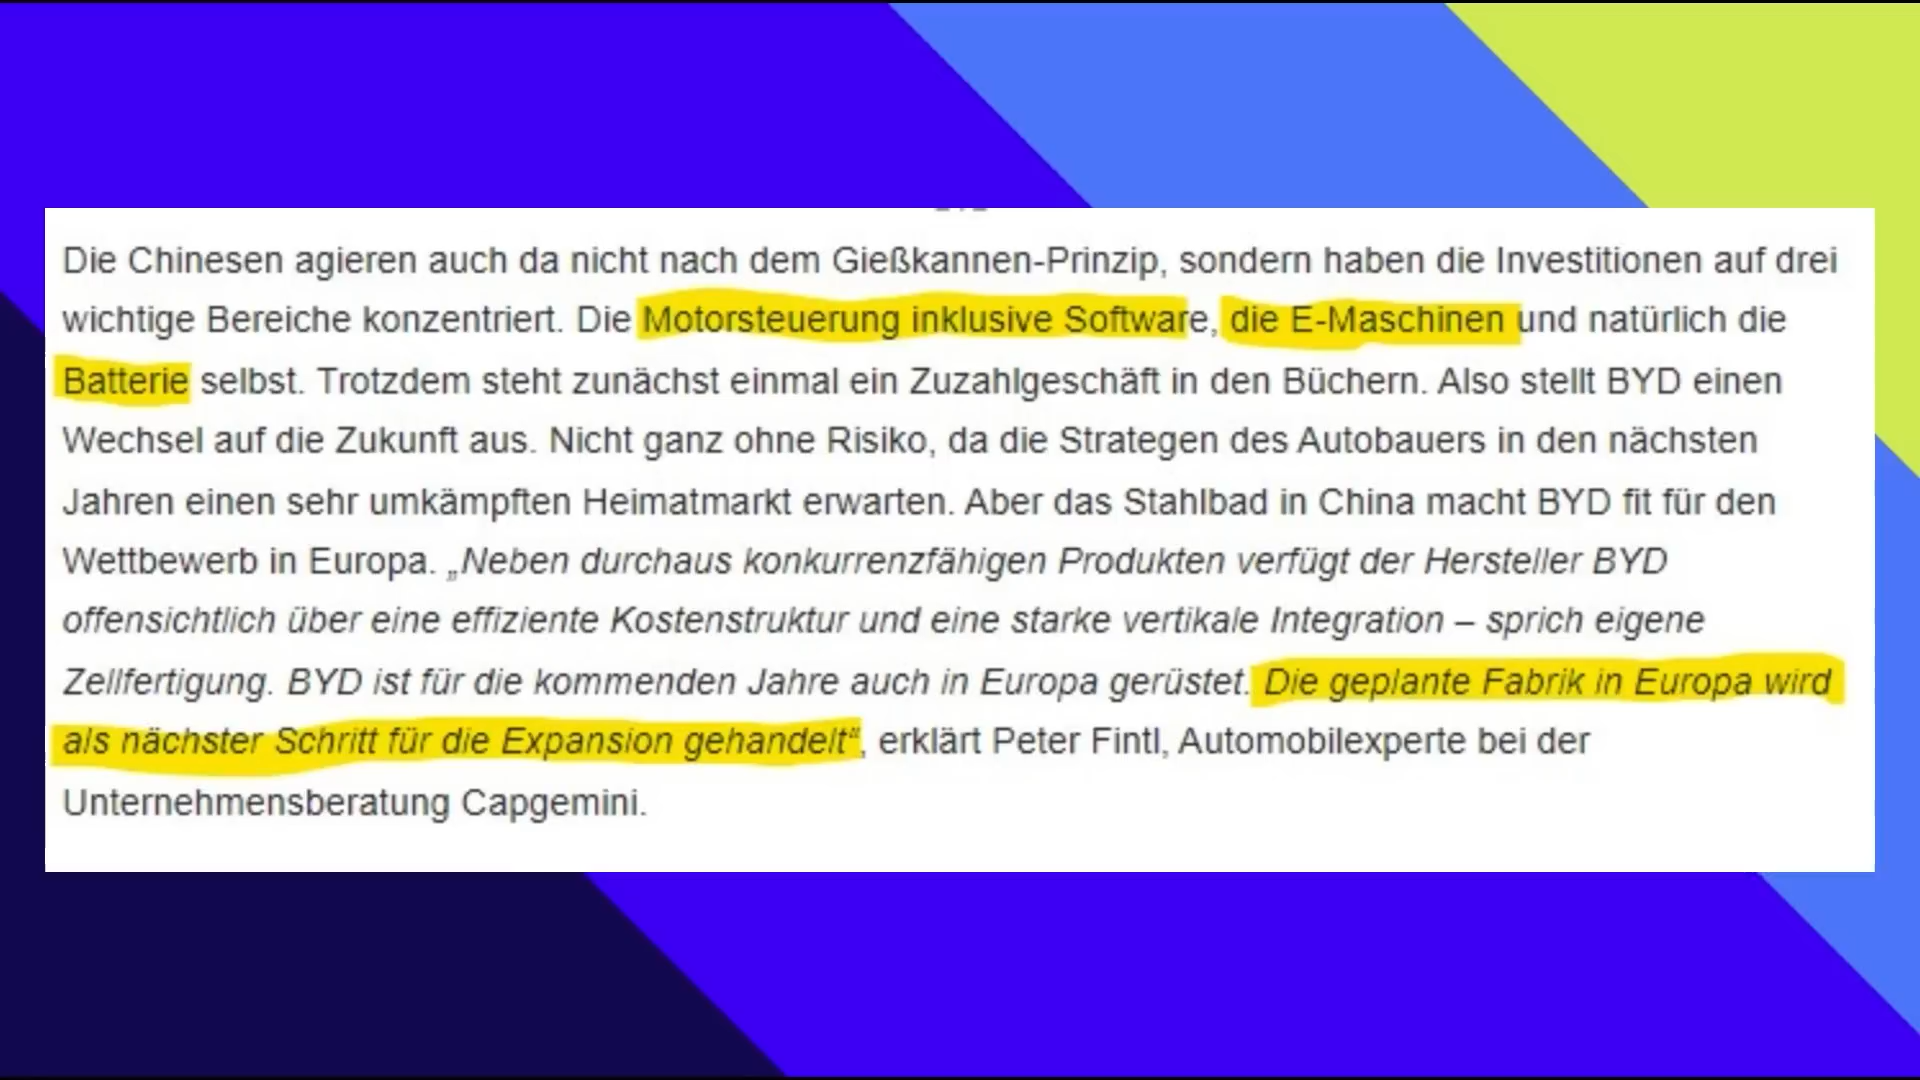 Die Chinesen agieren auch da nicht nach dem Gießkannen-Prinzip, sondern haben die Investitionen auf drei
wichtige Bereiche konzentriert. Die Motorsteuerung inklusive Software, die E-Maschinen und natürlich die
Batterie selbst. Trotzdem steht zunächst einmal ein Zuzahlgeschäft in den Büchern. Also stellt BYD einen
Wechsel auf die Zukunft aus. Nicht ganz ohne Risiko, da die Strategen des Autobauers in den nächsten
Jahren einen sehr umkämpften Heimatmarkt erwarten. Aber das Stahlbad in China macht BYD fit für den
Wettbewerb in Europa. „Neben durchaus konkurrenzfähigen Produkten verfügt der Hersteller BYD
offensichtlich über eine effiziente Kostenstruktur und eine starke vertikale Integration – sprich eigene
Zellfertigung. BYD ist für die kommenden Jahre auch in Europa gerüstet. Die geplante Fabrik in Europa wird
als nächster Schritt für die Expansion gehandelt“, erklärt Peter Fintl, Automobilexperte bei der
Unternehmensberatung Capgemini.